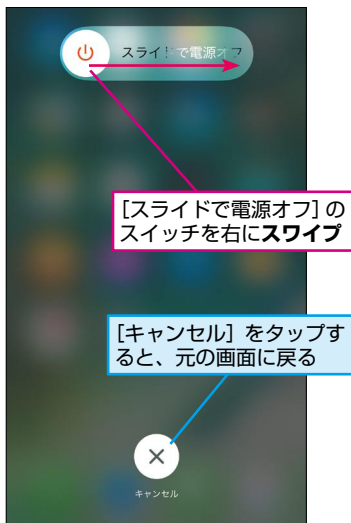 スライドで電源オフ
[スライドで電源オフ]の
スイッチを右にスワイプ
[キャンセル]をタップす
ると、元の画面に戻る
キャンセル